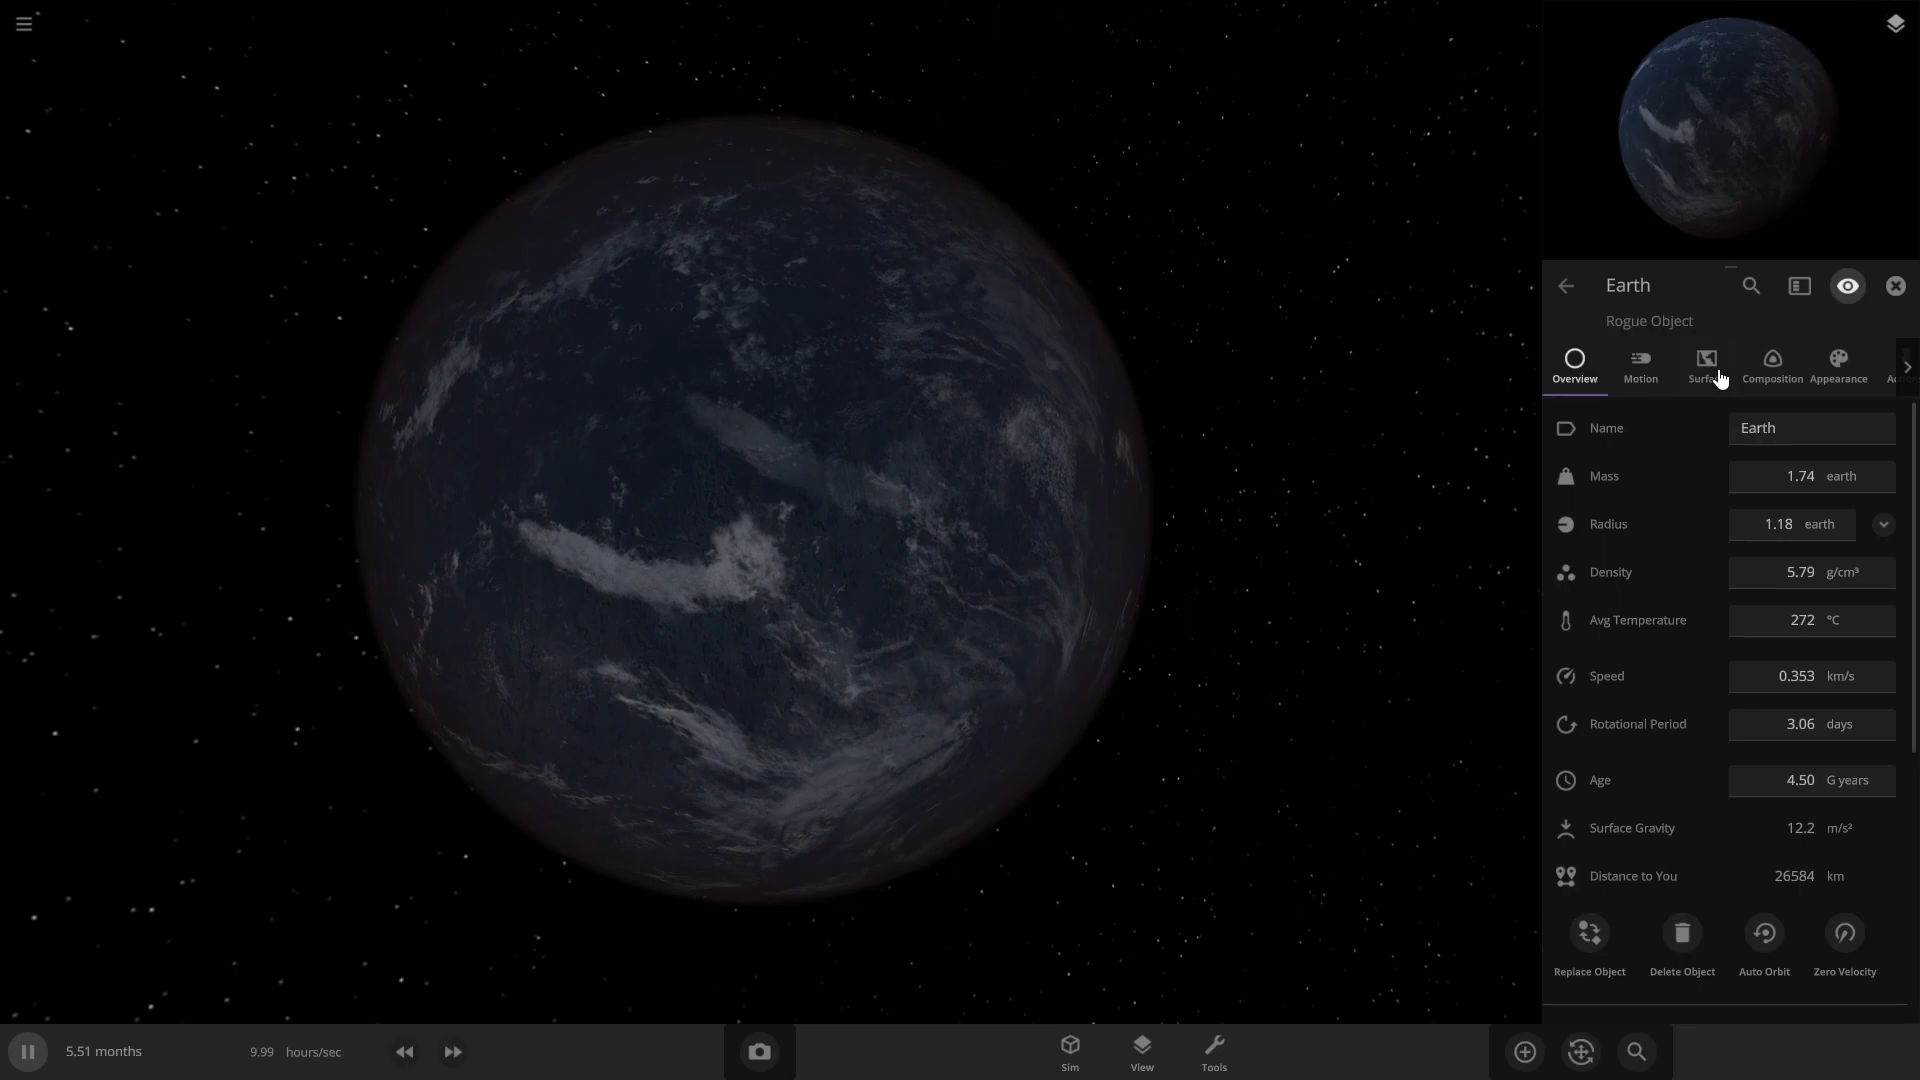 Earth
Rogue Object
Overview
Motion
Composition
Appearance
Name
Earth
Mass
1.74 earth
Radius
1.18 earth
Density
5.79 g/cm³
Avg Temperature
272 °C
Speed
0.353 km/s
Rotational Period
3.06 days
Age
4.50 G years
Surface Gravity
12.2 m/s²
Distance to You
26584 km
Replace Object
Delete Object
Auto Orbit
Zero Velocity
5.51 months
9.99 hours/sec
Sim
View
Tools